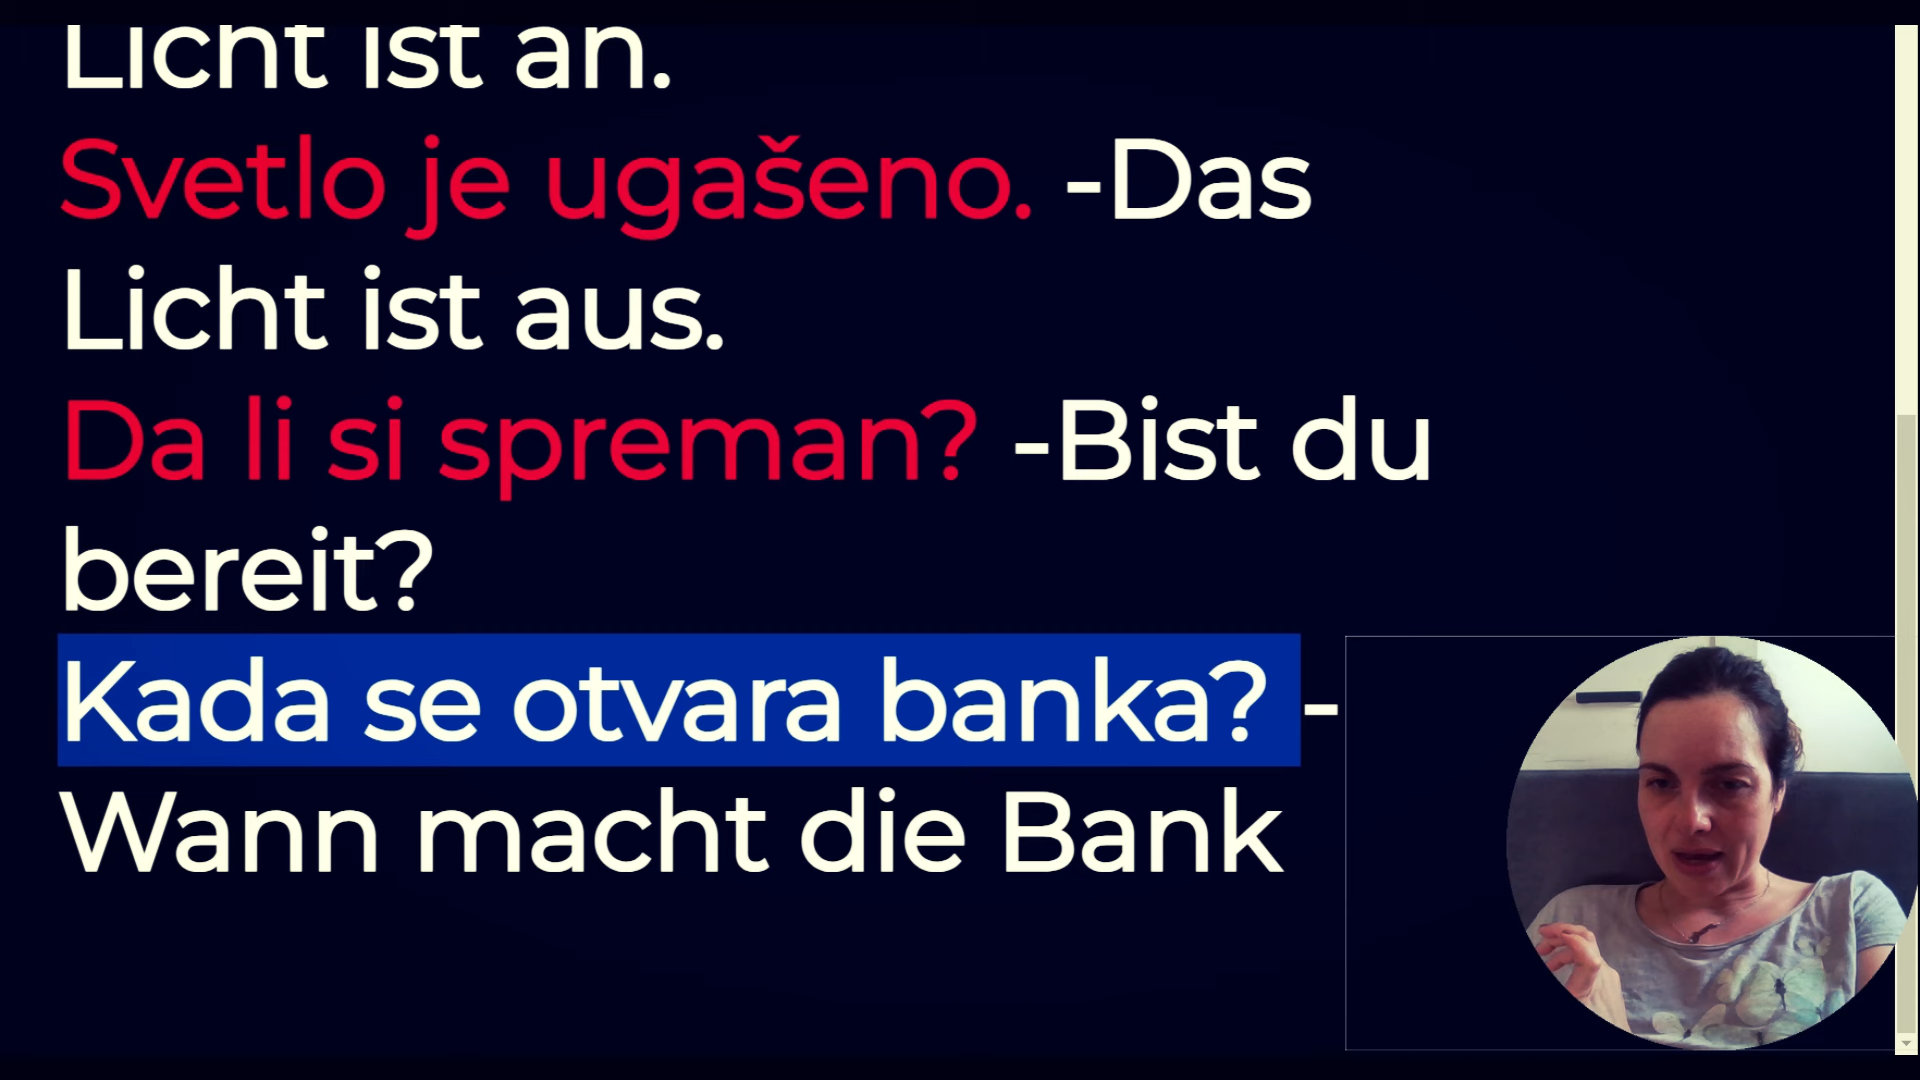 Licht ist an.
Svetlo je ugašeno. -Das
Licht ist aus.
Da li si spreman? -Bist du
bereit?
Kada se otvara banka? -
Wann macht die Bank